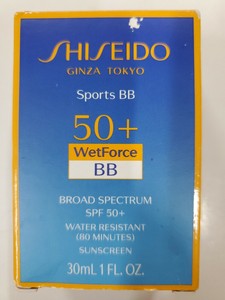 SHISEIDO
GINZA TOKYO
Sports BB
50+
WetForce
BB
BROAD SPECTRUM
SPF 50+
WATER RESISTANT
(80 MINUTES)
SUNSCREEN
30mL 1 FL. OZ.